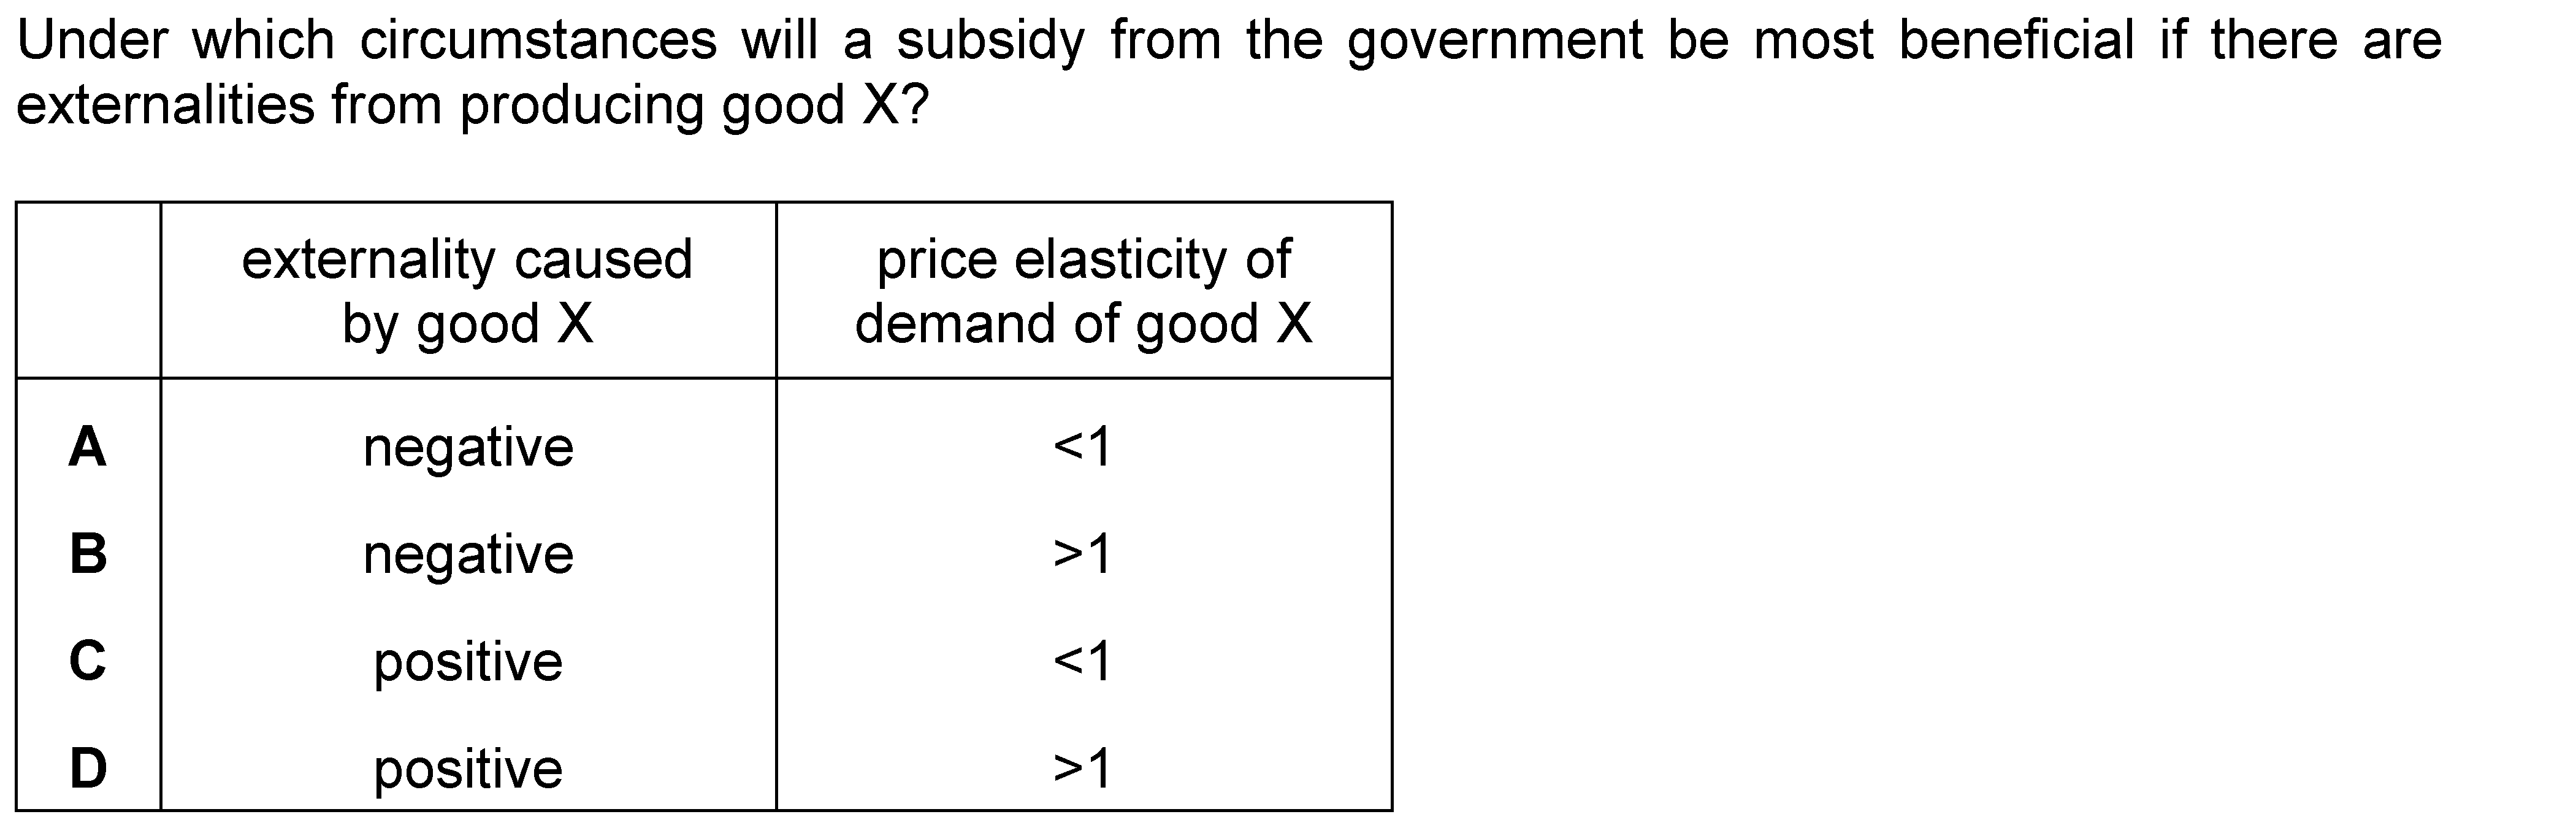 Under which circumstances will a subsidy from the government be most beneficial if there are
externalities from producing good X?
externality caused
by good X
price elasticity of
demand of good X
A negative <1
B negative >1
C positive <1
D positive >1